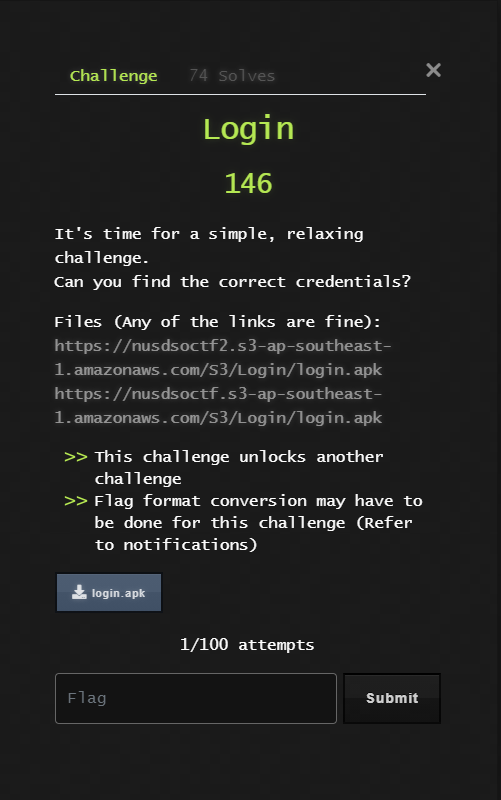 Challenge 74 Solves ×
Login
146
It's time for a simple, relaxing
challenge.
Can you find the correct credentials?
Files (Any of the links are fine):
https://nusdsoctf2.s3-ap-southeast-
1.amazonaws.com/S3/Login/login.apk
https://nusdsoctf.s3-ap-southeast-
1.amazonaws.com/S3/Login/login.apk
>> This challenge unlocks another
challenge
>> Flag format conversion may have to
be done for this challenge (Refer
to notifications)
login.apk
1/100 attempts
Flag Submit